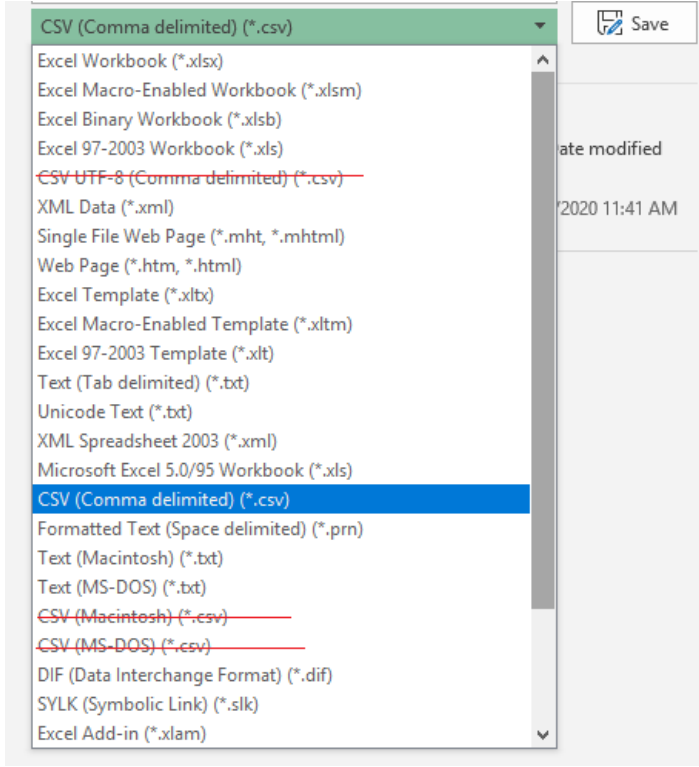 CSV (Comma delimited) (*.csv)
Save
Excel Workbook (*.xlsx)
Excel Macro-Enabled Workbook (*.xlsm)
Excel Binary Workbook (*.xlsb)
Excel 97-2003 Workbook (*.xls)
ate modified
CSV UTF-8 (Comma delimited) (*.csv)
XML Data (*.xml)
/2020 11:41 AM
Single File Web Page (*.mht, *.mhtml)
Web Page (*.htm, *.html)
Excel Template (*.xltx)
Excel Macro-Enabled Template (*.xltm)
Excel 97-2003 Template (*.xlt)
Text (Tab delimited) (*.txt)
Unicode Text (*.txt)
XML Spreadsheet 2003 (*.xml)
Microsoft Excel 5.0/95 Workbook (*.xls)
CSV (Comma delimited) (*.csv)
Formatted Text (Space delimited) (*.prn)
Text (Macintosh) (*.txt)
Text (MS-DOS) (*.txt)
CSV (Macintosh) (*.csv)
CSV (MS-DOS) (*.csv)
DIF (Data Interchange Format) (*.dif)
SYLK (Symbolic Link) (*.slk)
Excel Add-in (*.xlam)